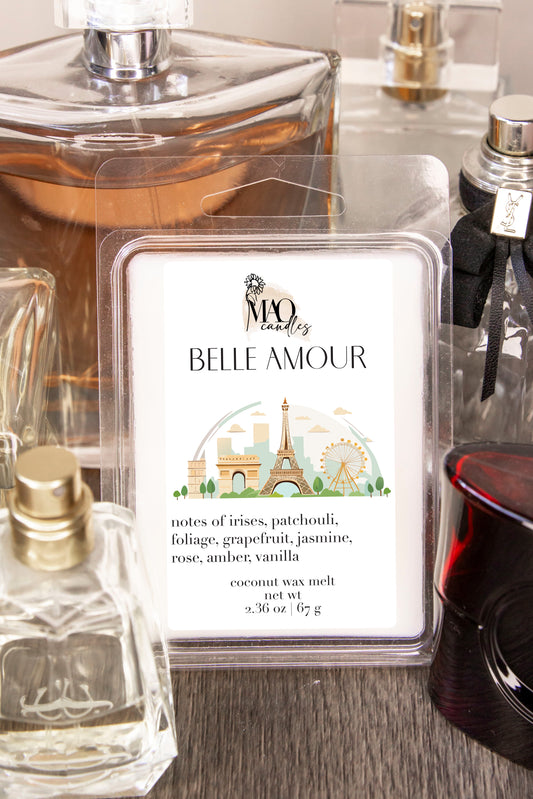 MAO
candles
BELLE AMOUR
notes of irises, patchouli,
foliage, grapefruit, jasmine,
rose, amber, vanilla
coconut wax melt
net wt
2.36 oz | 67 g
YSL